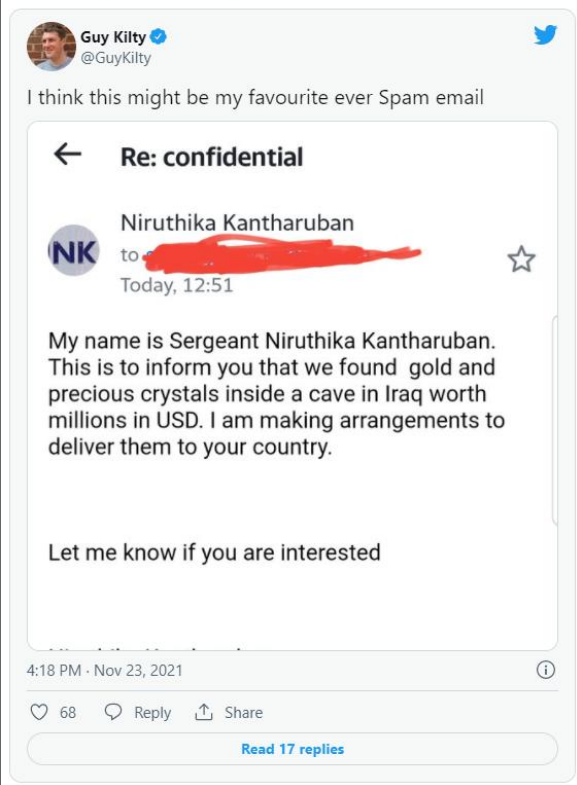 Guy Kilty
@GuyKilty
I think this might be my favourite ever Spam email
Re: confidential
Niruthika Kantharuban
NK
to
Today, 12:51
My name is Sergeant Niruthika Kantharuban.
This is to inform you that we found gold and
precious crystals inside a cave in Iraq worth
millions in USD. I am making arrangements to
deliver them to your country.
Let me know if you are interested
4:18 PM · Nov 23, 2021
68 Reply Share
Read 17 replies